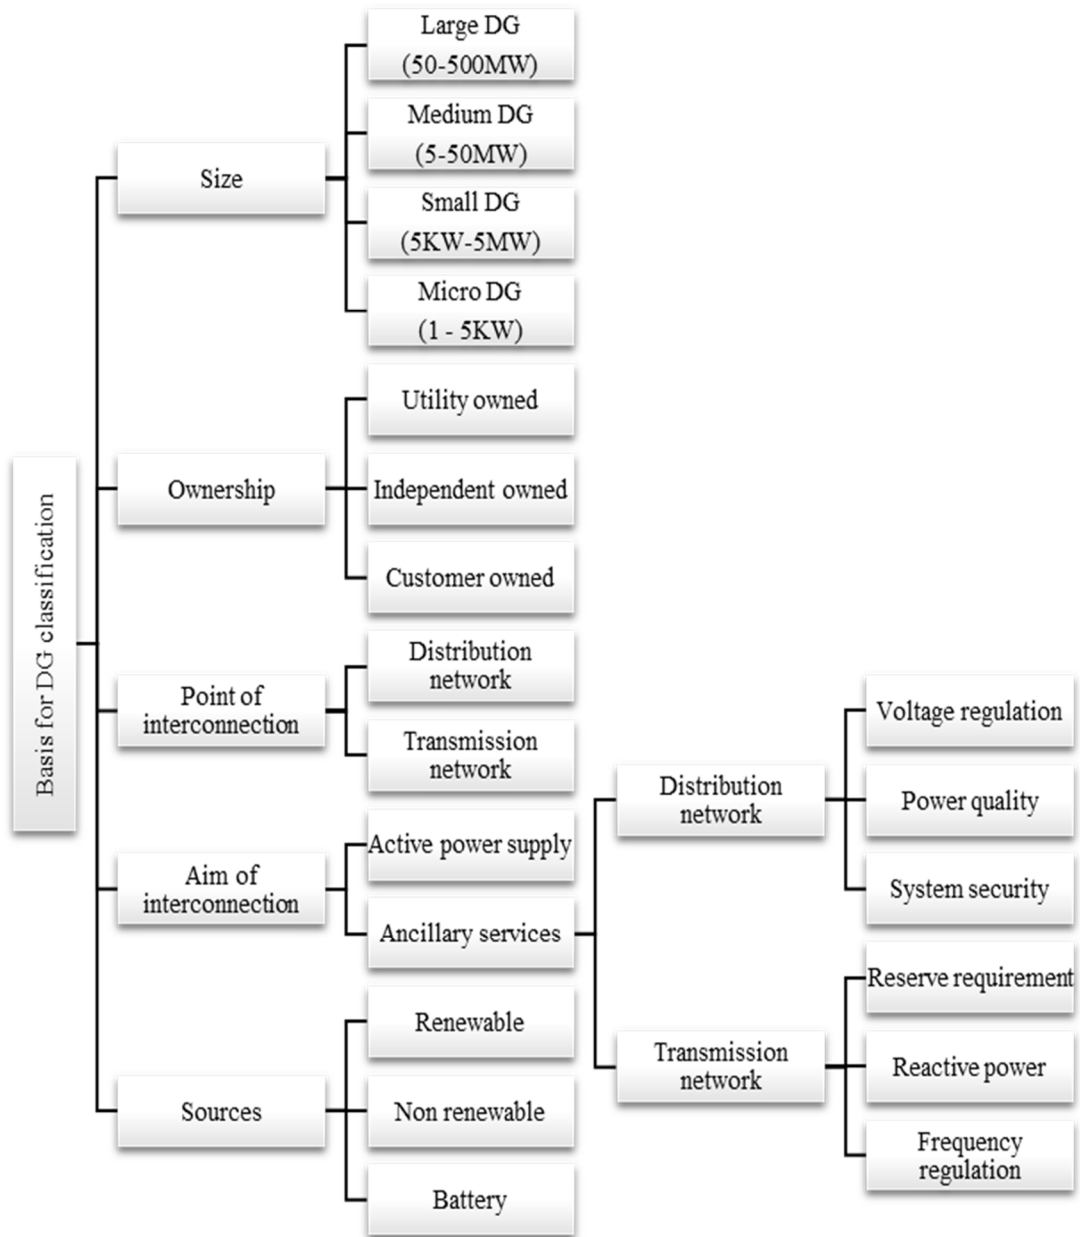 Basis for DG classification
Size
Large DG
(50-500MW)
Medium DG
(5-50MW)
Small DG
(5KW-5MW)
Micro DG
(1 - 5KW)
Ownership
Utility owned
Independent owned
Customer owned
Point of
interconnection
Distribution
network
Transmission
network
Aim of
interconnection
Active power supply
Ancillary services
Distribution
network
Voltage regulation
Power quality
System security
Transmission
network
Reserve requirement
Reactive power
Frequency
regulation
Sources
Renewable
Non renewable
Battery